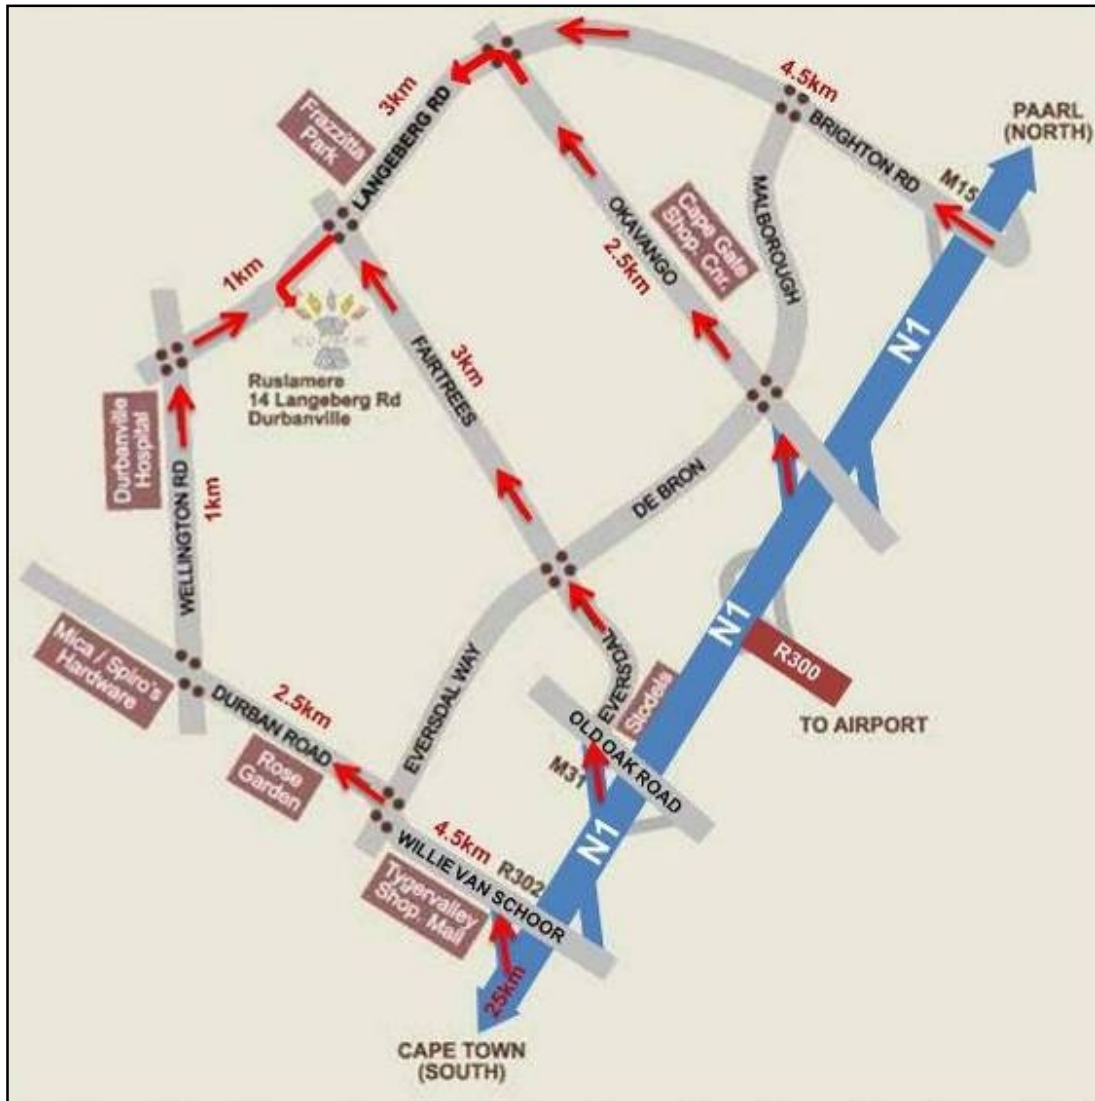 4.5km
PAARL
(NORTH)
3km
Frazzitta
Park
LANGEBERG RD
BRIGHTON RD
M15
MALBOROUGH
Cape Gate
Shop. Cnr.
OKAVANGO
2.5km
1km
N1
FAIRTREES
3km
Ruslamere
14 Langeberg Rd
Durbanville
Durbanville
Hospital
WELLINGTON RD
1km
DE BRON
N1
R300
TO AIRPORT
Mica / Spiro's
Hardware
DURBAN ROAD
2.5km
Rose
Garden
EVERSDAL WAY
EVERSDAL
Stodels
OLD OAK ROAD
M31
N1
4.5km
R302
WILLIE VAN SCHOOR
Tygervalley
Shop. Mall
25km
CAPE TOWN
(SOUTH)